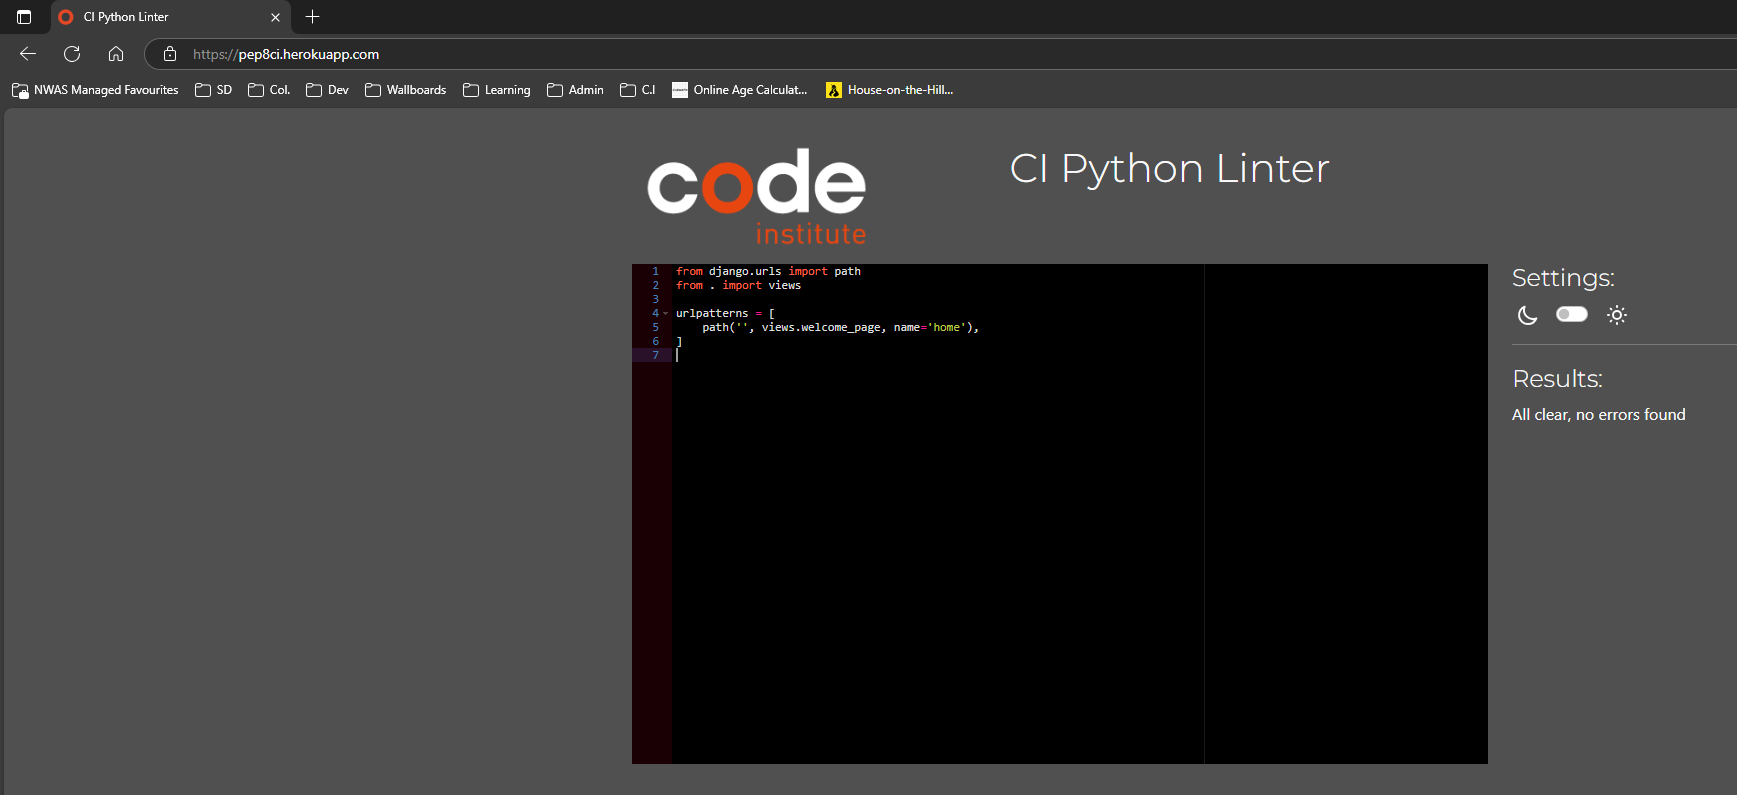 CI Python Linter
https://pep8ci.herokuapp.com
NWAS Managed Favourites SD Col. Dev Wallboards Learning Admin C.I Online Age Calculat... House-on-the-Hill...
code
institute
CI Python Linter
1 from django.urls import path
2 from . import views
3
4 urlpatterns = [
5     path('', views.welcome_page, name='home'),
6 ]
7
Settings:
Results:
All clear, no errors found